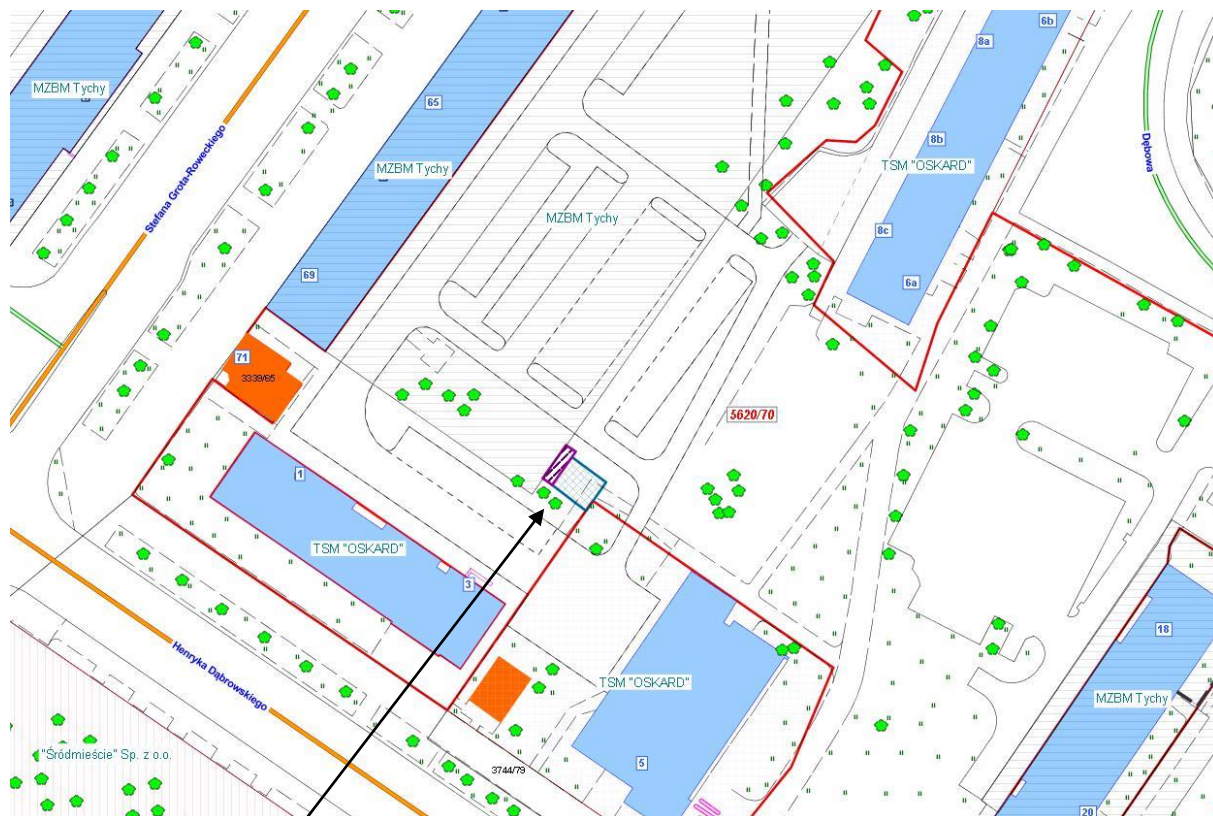 6b
8a
MZBM Tychy
65
Stefana Grota-Roweckiego
8b
Dębowa
MZBM Tychy
TSM "OSKARD"
MZBM Tychy
8c
69
6a
71
3339/65
5620/70
1
TSM "OSKARD"
3
18
Henryka Dąbrowskiego
TSM "OSKARD"
MZBM Tychy
"Śródmieście" Sp. z o.o.
5
3744/79
20